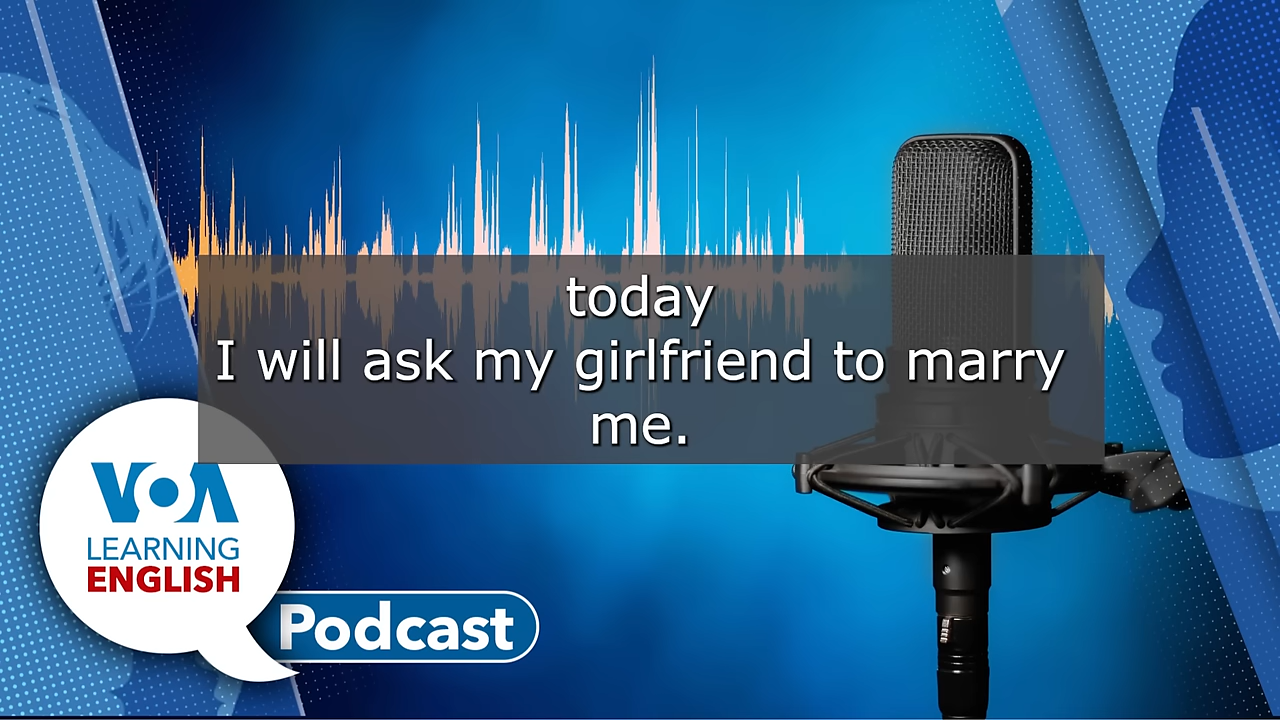 today
I will ask my girlfriend to marry
me.
VOA
LEARNING
ENGLISH
Podcast